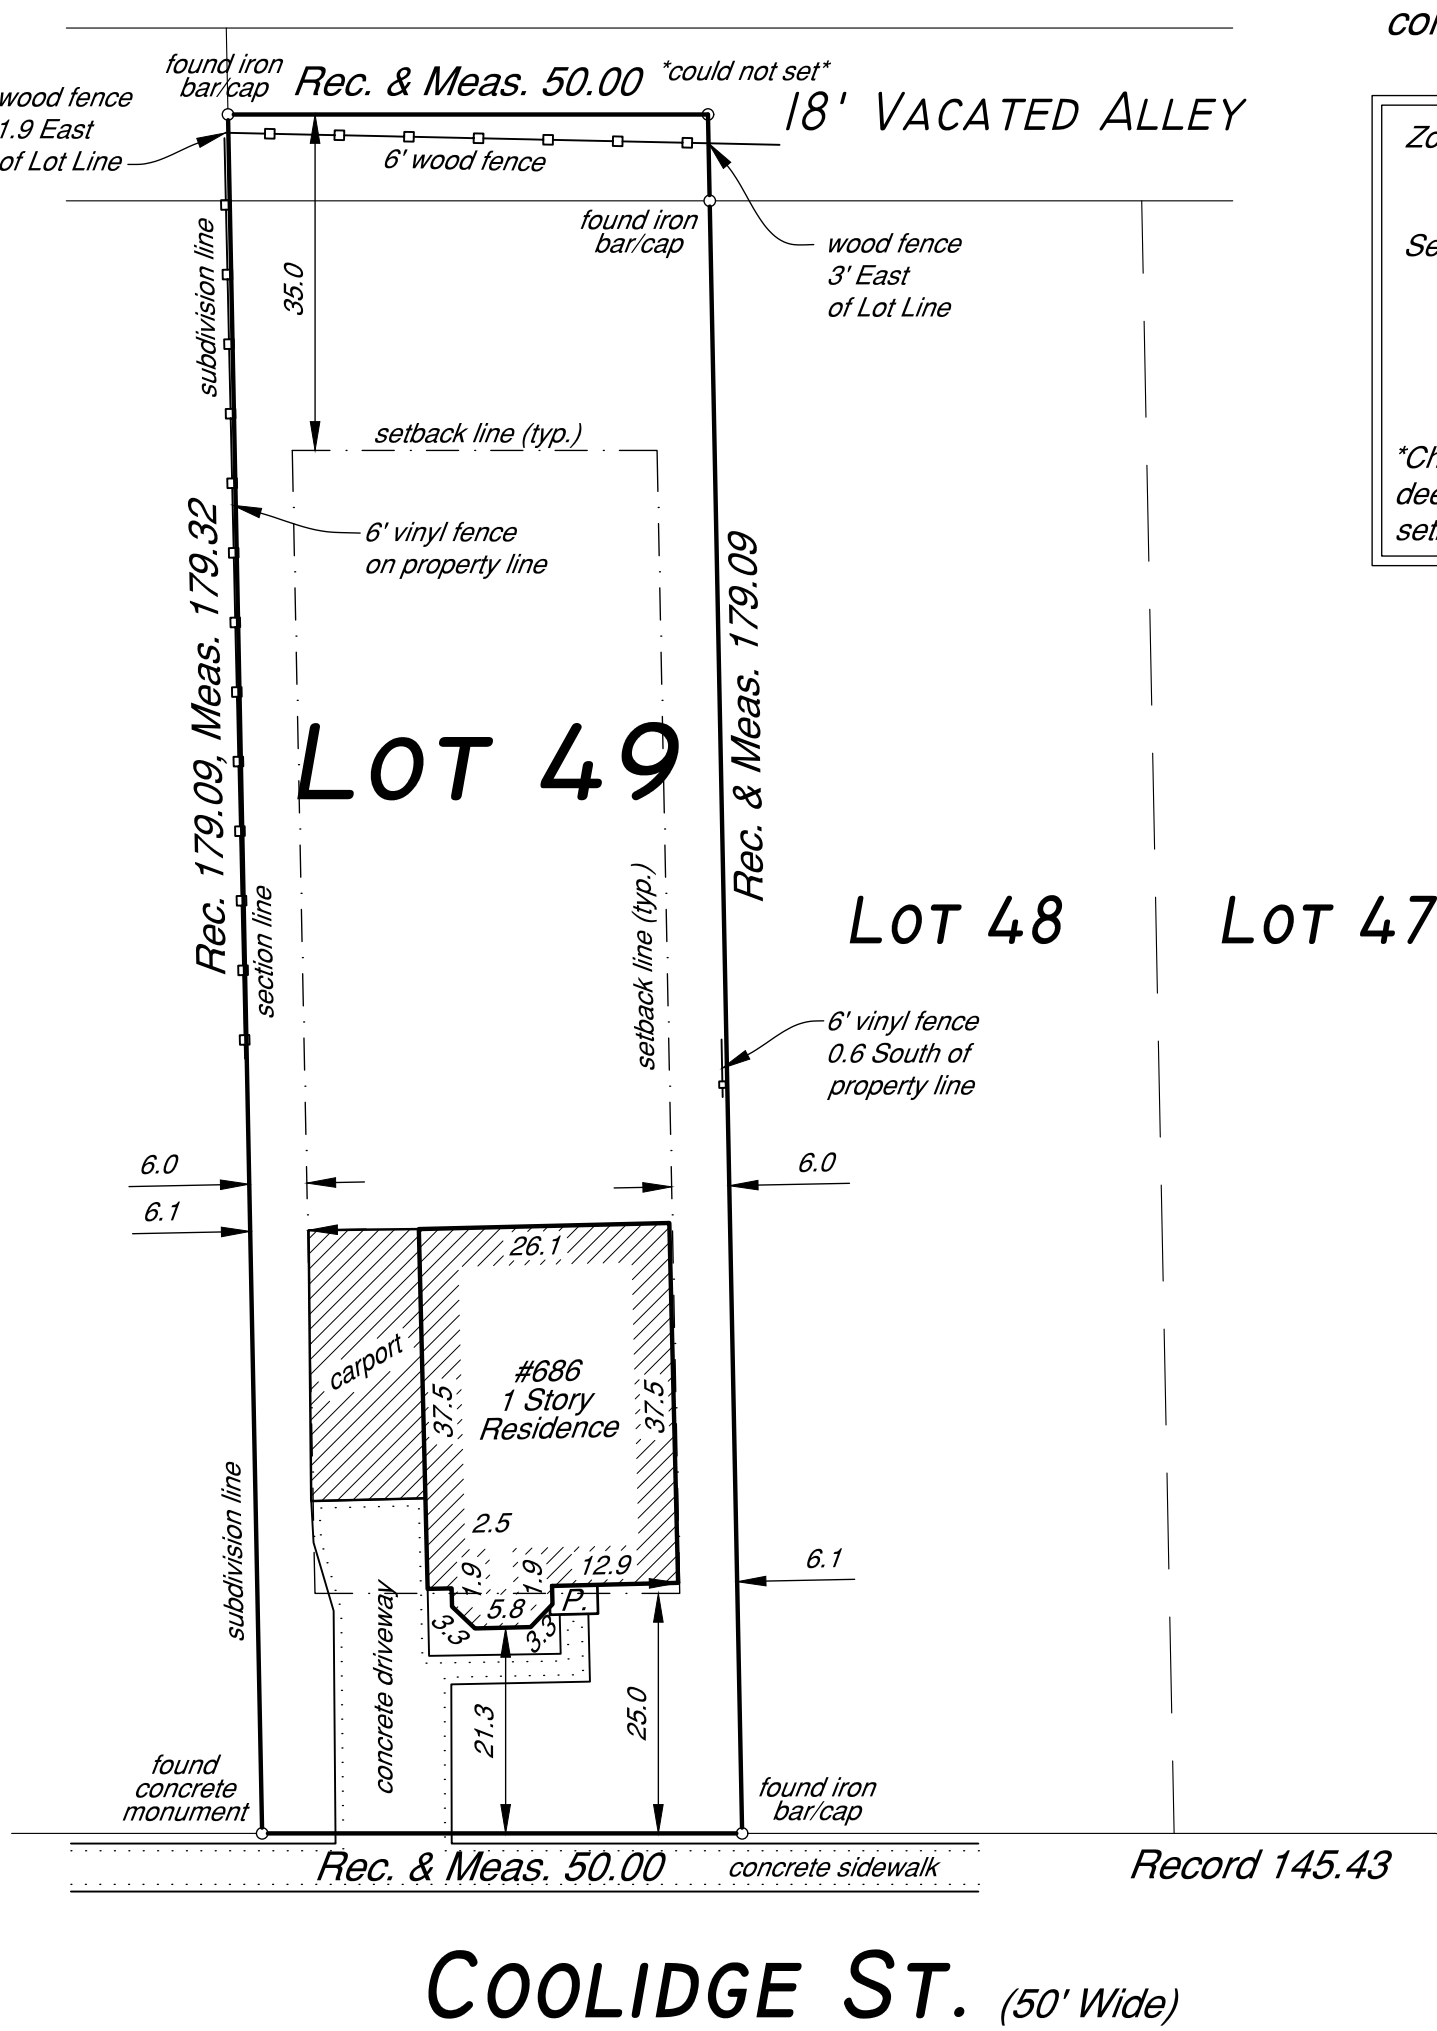 con
found iron
bar/cap
Rec. & Meas. 50.00
*could not set*
wood fence
1.9 East
of Lot Line
18' VACATED ALLEY
6' wood fence
Zo
found iron
bar/cap
subdivision line
35.0
wood fence
3' East
of Lot Line
Se
setback line (typ.)
*Ch
dee
set
6' vinyl fence
on property line
Rec. 179.09, Meas. 179.32
Rec. & Meas. 179.09
LOT 49
section line
setback line (typ.)
LOT 48
LOT 47
6' vinyl fence
0.6 South of
property line
6.0
6.0
6.1
26.1
carport
#686
1 Story
Residence
37.5
37.5
subdivision line
2.5
1.9
1.9
12.9
6.1
5.8
P.
3.3
3.3
concrete driveway
21.3
25.0
found
concrete
monument
found iron
bar/cap
Rec. & Meas. 50.00
concrete sidewalk
Record 145.43
COOLIDGE ST. (50' Wide)